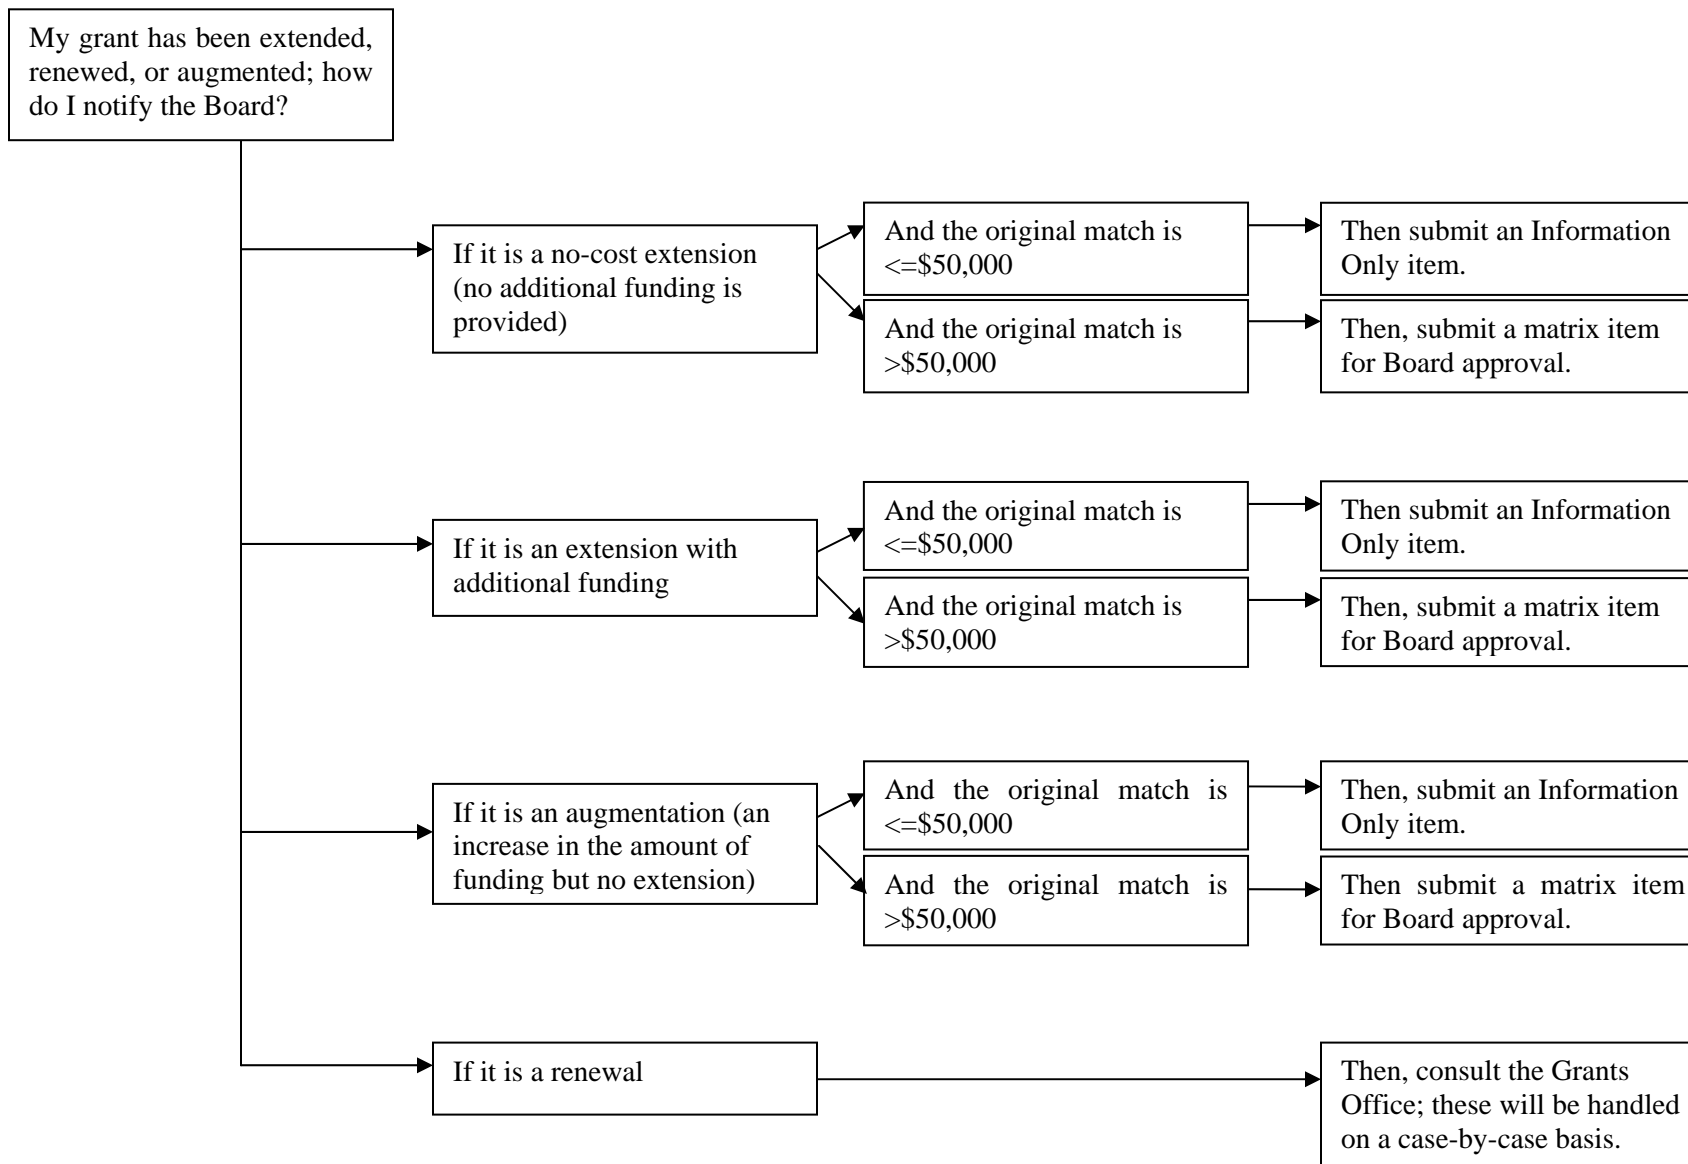 My grant has been extended,
renewed, or augmented; how
do I notify the Board?
If it is a no-cost extension
(no additional funding is
provided)
And the original match is
<=$50,000
Then submit an Information
Only item.
And the original match is
>$50,000
Then, submit a matrix item
for Board approval.
If it is an extension with
additional funding
And the original match is
<=$50,000
Then submit an Information
Only item.
And the original match is
>$50,000
Then, submit a matrix item
for Board approval.
If it is an augmentation (an
increase in the amount of
funding but no extension)
And the original match is
<=$50,000
Then, submit an Information
Only item.
And the original match is
>$50,000
Then submit a matrix item
for Board approval.
If it is a renewal
Then, consult the Grants
Office; these will be handled
on a case-by-case basis.